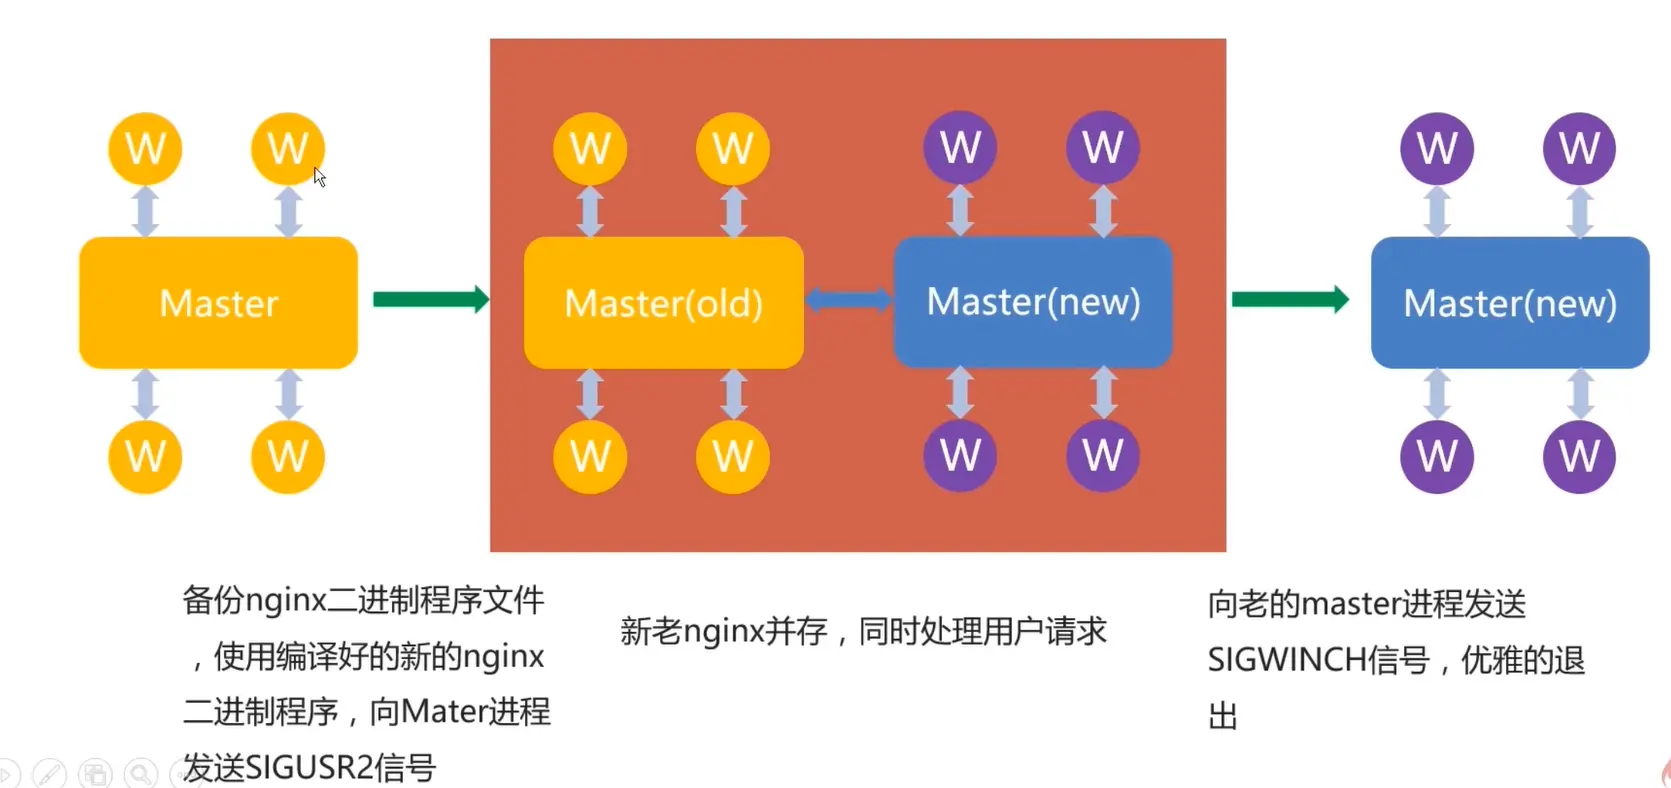 W
W
W
W
W
W
W
W
Master
Master(old)
Master(new)
Master(new)
W
W
W
W
W
W
W
W
备份nginx二进制程序文件
，使用编译好的新的nginx
二进制程序，向Mater进程
发送SIGUSR2信号
新老nginx并存，同时处理用户请求
向老的master进程发送
SIGWINCH信号，优雅的退
出